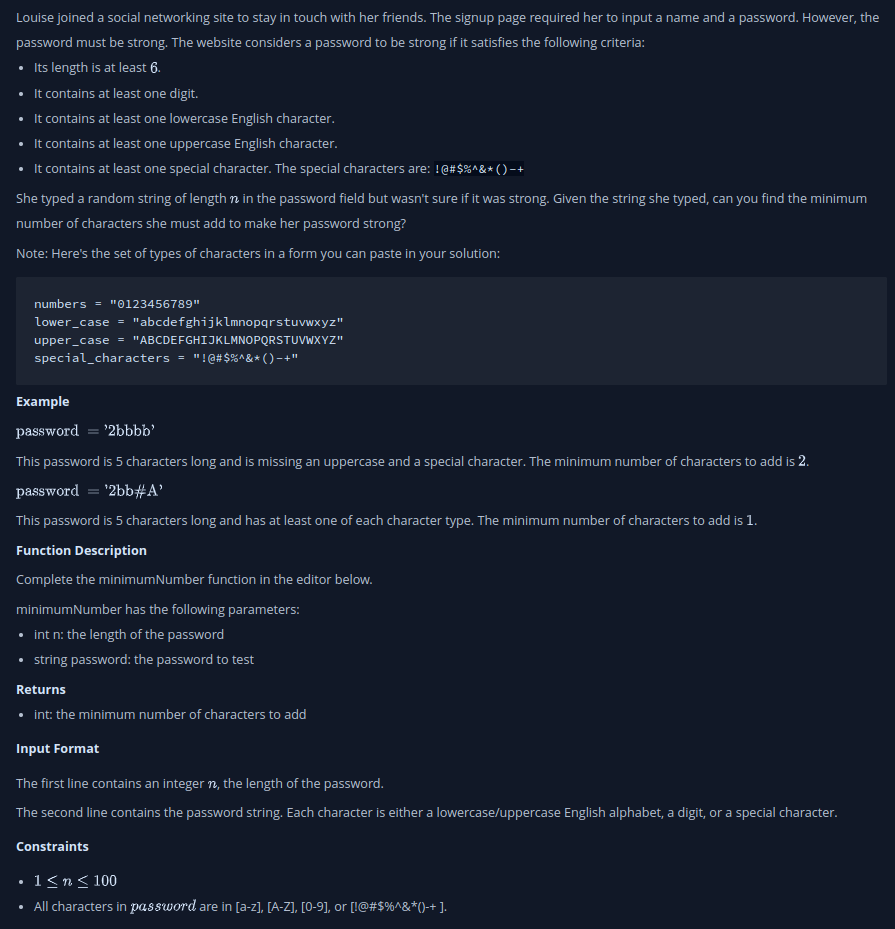 Louise joined a social networking site to stay in touch with her friends. The signup page required her to input a name and a password. However, the
password must be strong. The website considers a password to be strong if it satisfies the following criteria:
• Its length is at least 6.
• It contains at least one digit.
• It contains at least one lowercase English character.
• It contains at least one uppercase English character.
• It contains at least one special character. The special characters are: !@#$%^&*()-+
She typed a random string of length n in the password field but wasn't sure if it was strong. Given the string she typed, can you find the minimum
number of characters she must add to make her password strong?
Note: Here's the set of types of characters in a form you can paste in your solution:
numbers = "0123456789"
lower_case = "abcdefghijklmnopqrstuvwxyz"
upper_case = "ABCDEFGHIJKLMNOPQRSTUVWXYZ"
special_characters = "!@#$%^&*()-+"
Example
password = '2bbbb'
This password is 5 characters long and is missing an uppercase and a special character. The minimum number of characters to add is 2.
password = '2bb#A'
This password is 5 characters long and has at least one of each character type. The minimum number of characters to add is 1.
Function Description
Complete the minimumNumber function in the editor below.
minimumNumber has the following parameters:
• int n: the length of the password
• string password: the password to test
Returns
• int: the minimum number of characters to add
Input Format
The first line contains an integer n, the length of the password.
The second line contains the password string. Each character is either a lowercase/uppercase English alphabet, a digit, or a special character.
Constraints
• 1 ≤ n ≤ 100
• All characters in password are in [a-z], [A-Z], [0-9], or [!@#$%^&*()-+ ].